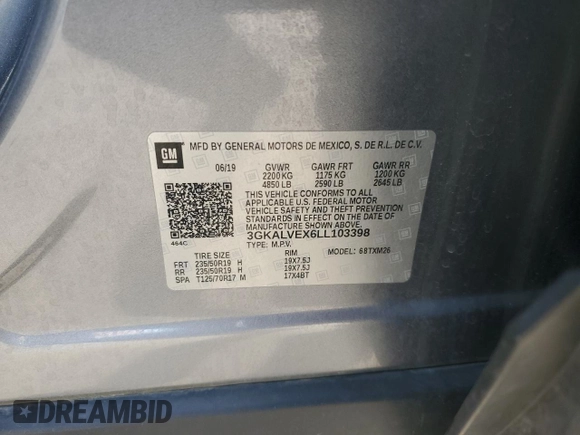 GM MFD BY GENERAL MOTORS DE MEXICO, S. DE R.L. DE C.V.
06/19 GVWR GAWR FRT GAWR RR
2200 KG 1175 KG 1200 KG
4850 LB 2590 LB 2645 LB
THIS VEHICLE CONFORMS TO ALL
APPLICABLE U.S. FEDERAL MOTOR
VEHICLE SAFETY AND THEFT PREVENTION
STANDARDS IN EFFECT ON THE DATE OF
MANUFACTURE SHOWN ABOVE.
3GKALVEX6LL103398
464C TYPE: M.P.V.
TIRE SIZE RIM MODEL: 6BTXM26
FRT 235/50R19 H 19X7.5J
RR 235/50R19 H 19X7.5J
SPA T125/70R17 M 17X4BT
DREAMBID